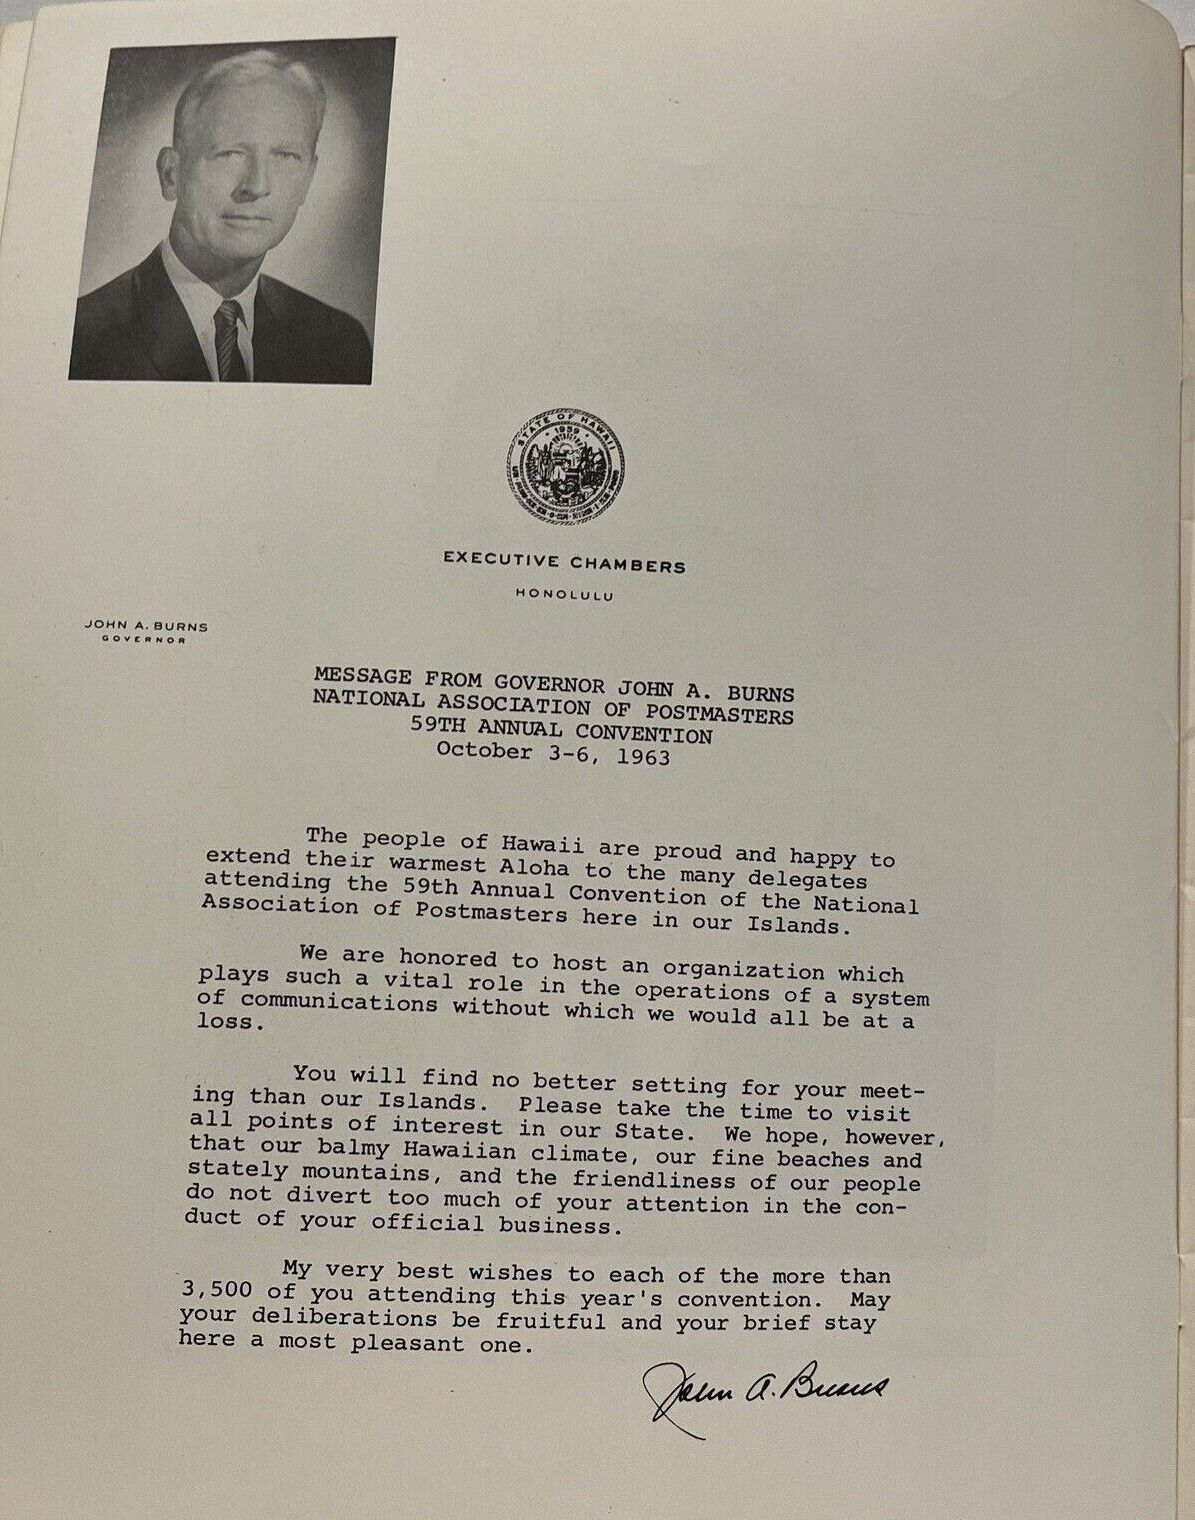 STATE OF HAWAII
1959
EXECUTIVE CHAMBERS
HONOLULU
JOHN A. BURNS
GOVERNOR
MESSAGE FROM GOVERNOR JOHN A. BURNS
NATIONAL ASSOCIATION OF POSTMASTERS
59TH ANNUAL CONVENTION
October 3-6, 1963
The people of Hawaii are proud and happy to
extend their warmest Aloha to the many delegates
attending the 59th Annual Convention of the National
Association of Postmasters here in our Islands.
We are honored to host an organization which
plays such a vital role in the operations of a system
of communications without which we would all be at a
loss.
You will find no better setting for your meet-
ing than our Islands. Please take the time to visit
all points of interest in our State. We hope, however,
that our balmy Hawaiian climate, our fine beaches and
stately mountains, and the friendliness of our people
do not divert too much of your attention in the con-
duct of your official business.
My very best wishes to each of the more than
3,500 of you attending this year's convention. May
your deliberations be fruitful and your brief stay
here a most pleasant one.
John A. Burns